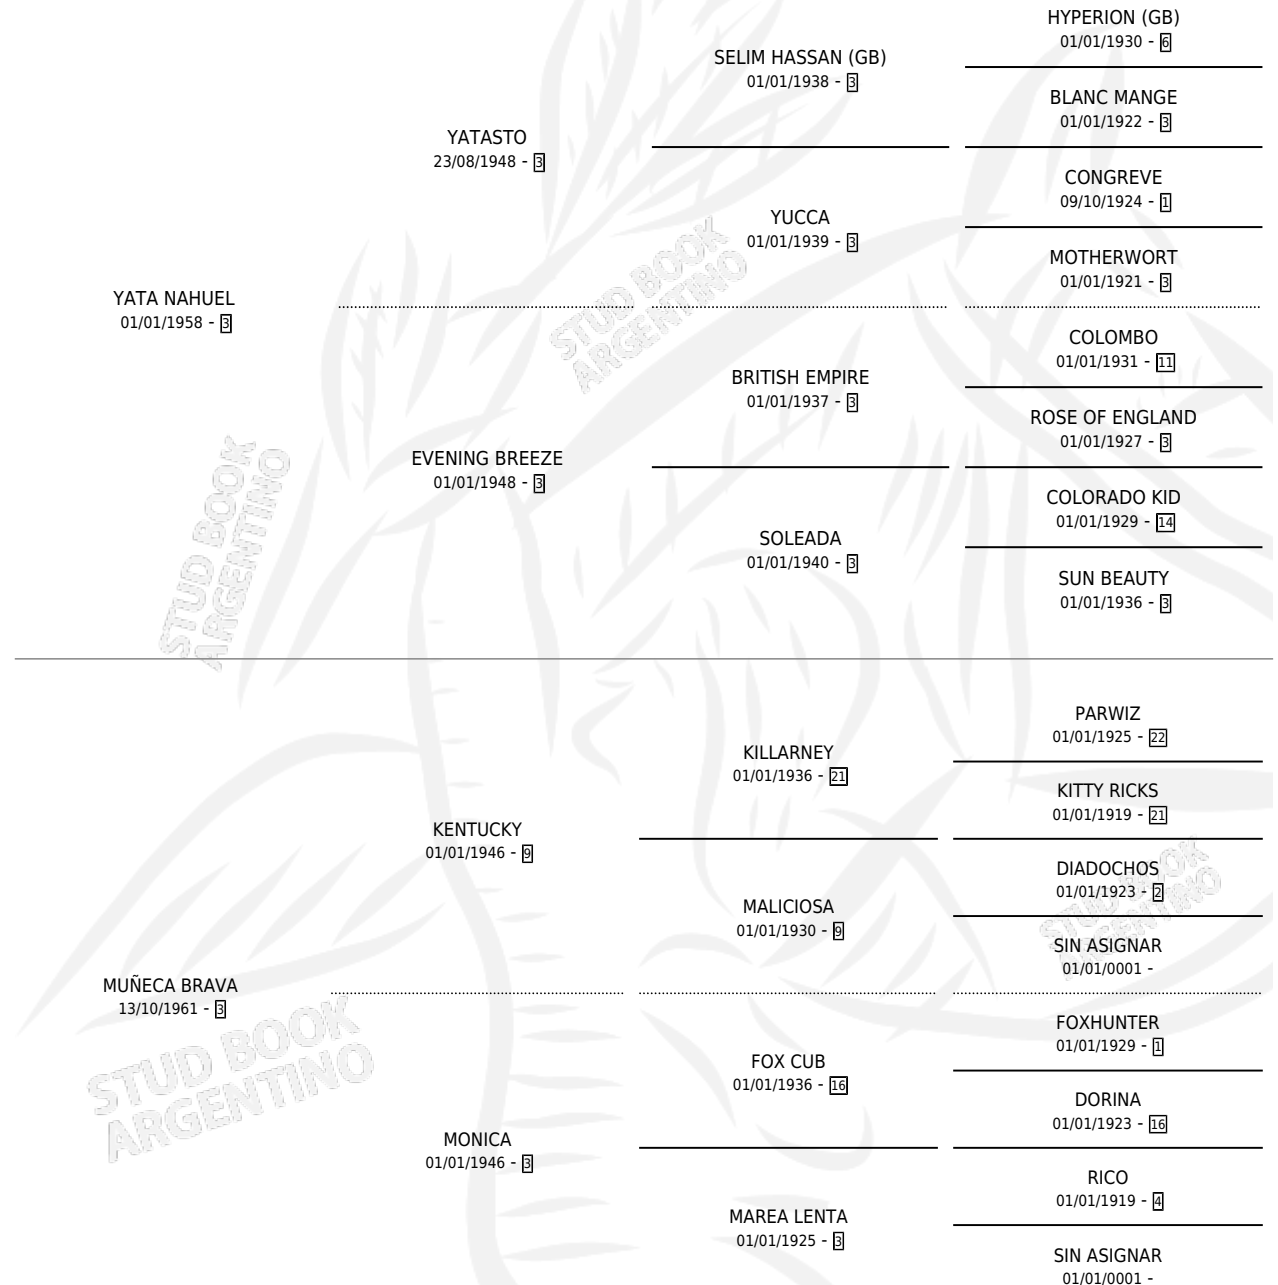 HYPERION (GB)
01/01/1930 - 6
SELIM HASSAN (GB)
01/01/1938 - 3
BLANC MANGE
01/01/1922 - 3
YATASTO
23/08/1948 - 3
CONGREVE
09/10/1924 - 1
YUCCA
01/01/1939 - 3
MOTHERWORT
01/01/1921 - 3
YATA NAHUEL
01/01/1958 - 3
STUD BOOK
ARGENTINO
COLOMBO
01/01/1931 - 11
BRITISH EMPIRE
01/01/1937 - 3
ROSE OF ENGLAND
01/01/1927 - 3
EVENING BREEZE
01/01/1948 - 3
COLORADO KID
01/01/1929 - 14
SOLEADA
01/01/1940 - 3
SUN BEAUTY
01/01/1936 - 3
STUD BOOK
ARGENTINO
PARWIZ
01/01/1925 - 22
KILLARNEY
01/01/1936 - 21
KITTY RICKS
01/01/1919 - 21
KENTUCKY
01/01/1946 - 9
DIADOCHOS
01/01/1923 - 2
MALICIOSA
01/01/1930 - 9
STUD BOOK
ARGENTINO
SIN ASIGNAR
01/01/0001 -
MUÑECA BRAVA
13/10/1961 - 3
STUD BOOK
ARGENTINO
FOXHUNTER
01/01/1929 - 1
FOX CUB
01/01/1936 - 16
DORINA
01/01/1923 - 16
MONICA
01/01/1946 - 3
RICO
01/01/1919 - 4
MAREA LENTA
01/01/1925 - 3
SIN ASIGNAR
01/01/0001 -